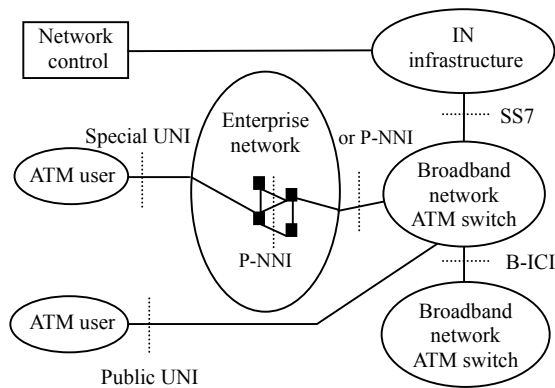 Network
control
IN
infrastructure
SS7
Special UNI
Enterprise
network
or P-NNI
ATM user
Broadband
network
ATM switch
P-NNI
B-ICI
ATM user
Broadband
network
ATM switch
Public UNI